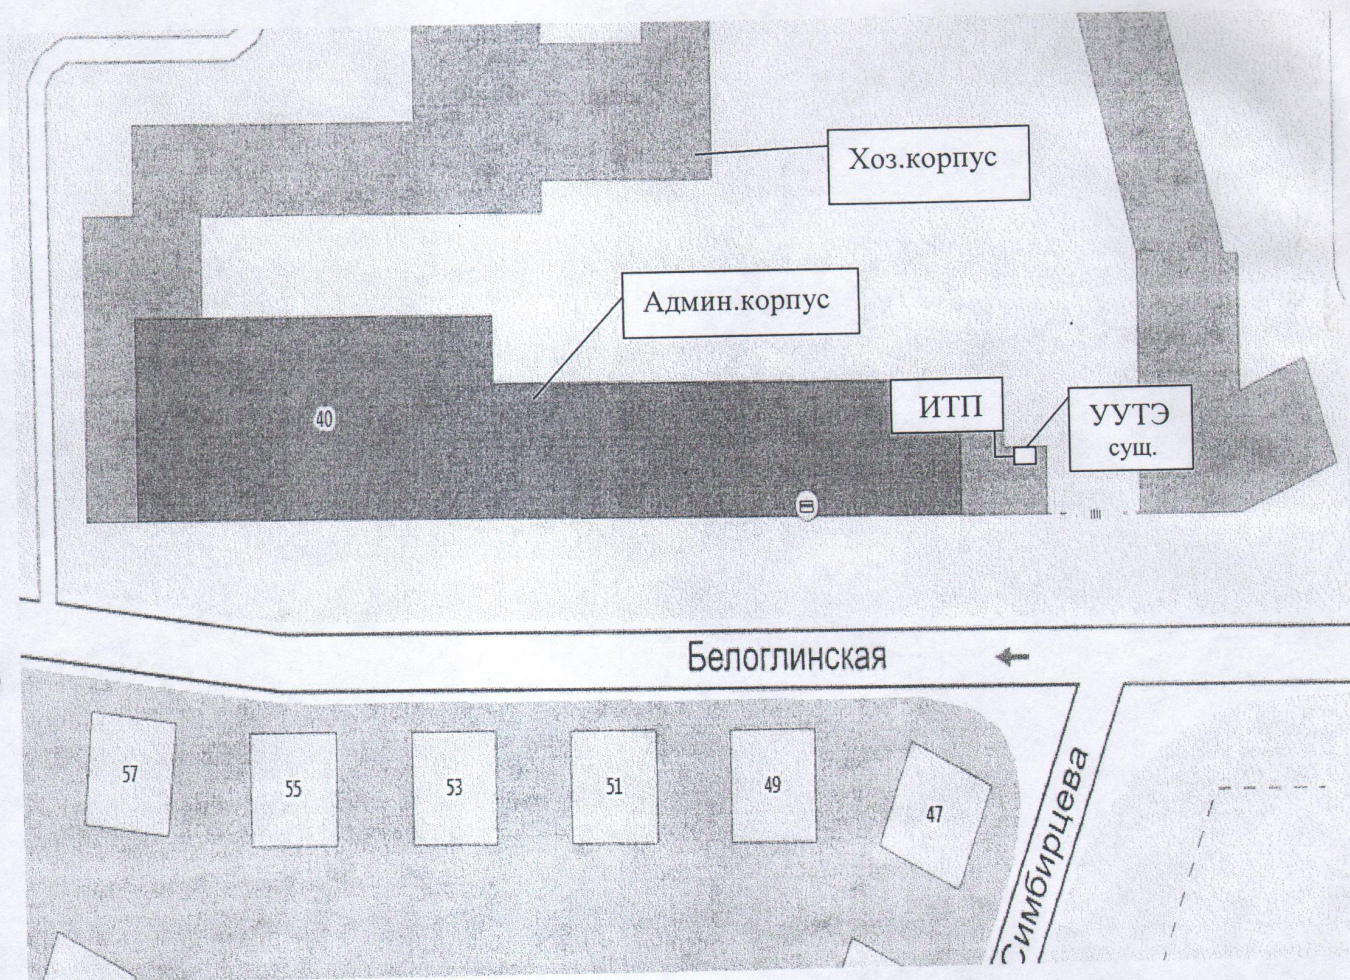 Хоз.корпус
Админ.корпус
ИТП
УУТЭ
сущ.
40
Белоглинская
57
55
53
51
49
47
Симбирцева